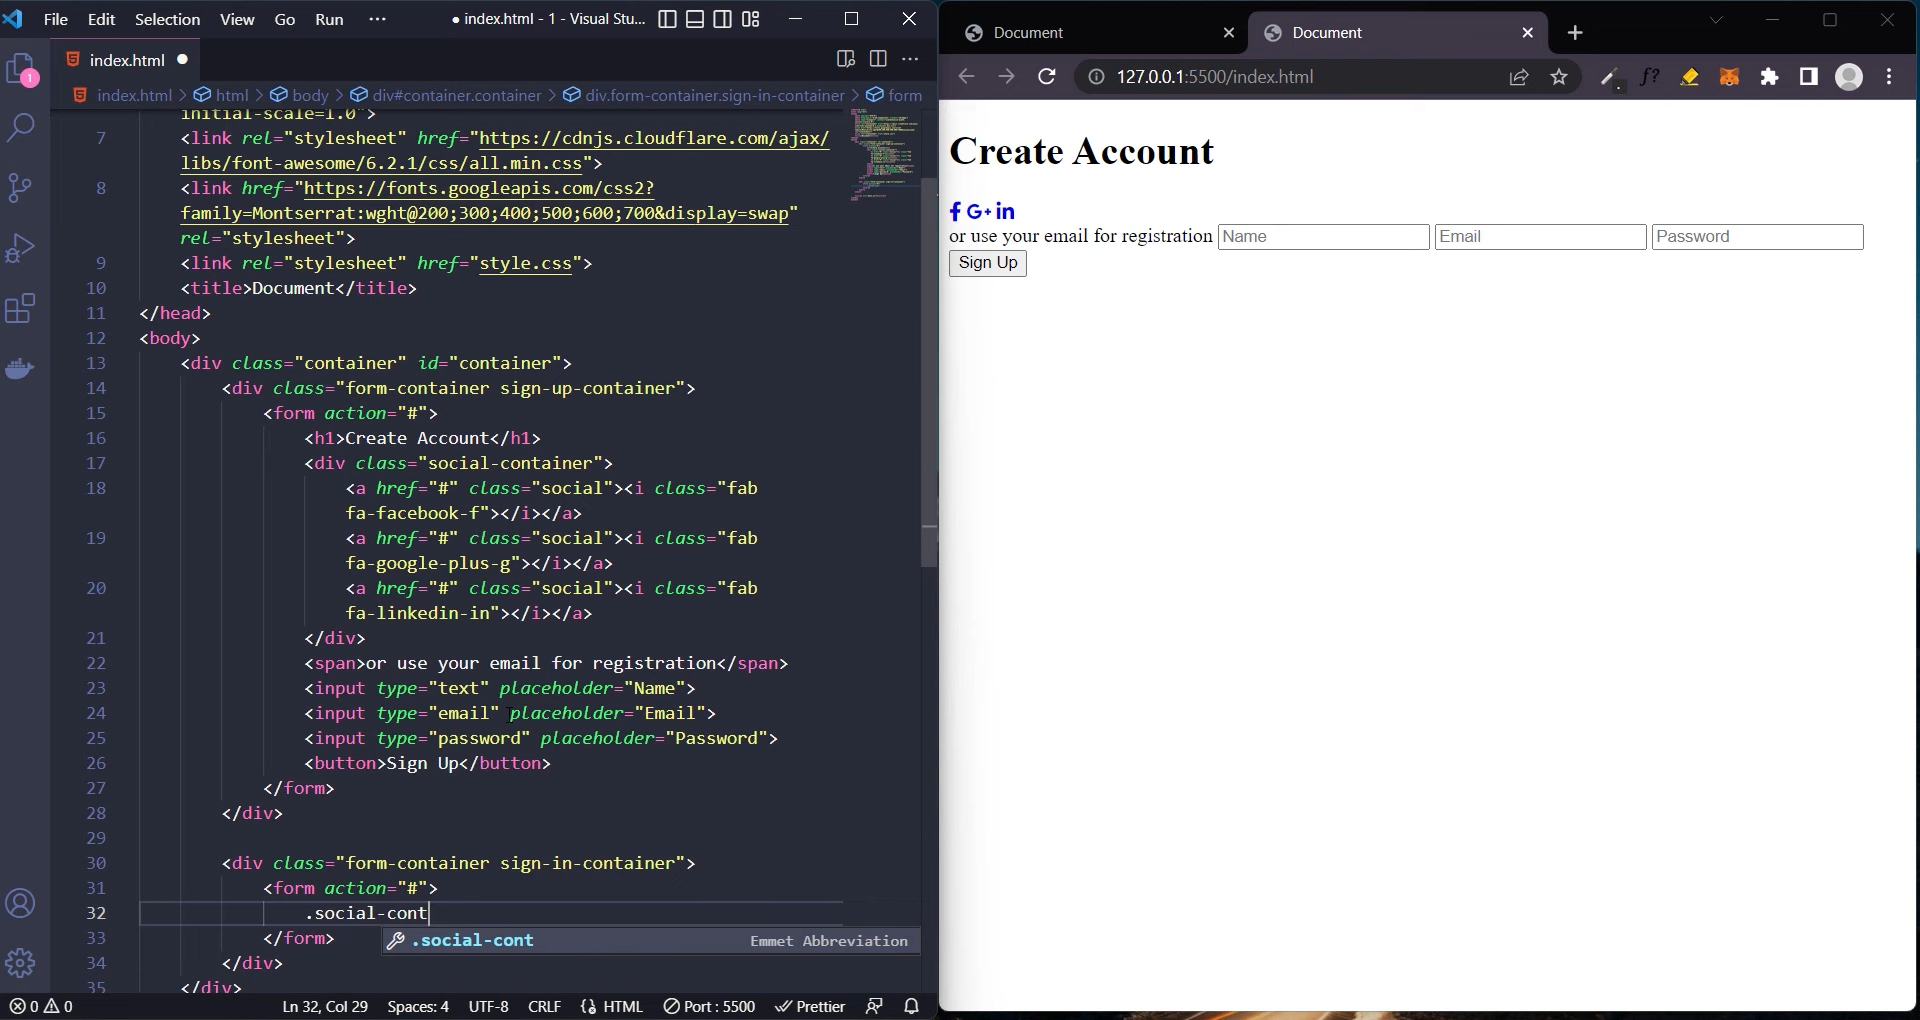 File Edit Selection View Go Run ··· ● index.html - 1 - Visual Stu...
index.html ●
index.html > html > body > div#container.container > div.form-container.sign-in-container > form
initial-scale=1.0">
7 <link rel="stylesheet" href="https://cdnjs.cloudflare.com/ajax/
libs/font-awesome/6.2.1/css/all.min.css">
8 <link href="https://fonts.googleapis.com/css2?
family=Montserrat:wght@200;300;400;500;600;700&display=swap"
rel="stylesheet">
9 <link rel="stylesheet" href="style.css">
10 <title>Document</title>
11 </head>
12 <body>
13 <div class="container" id="container">
14 <div class="form-container sign-up-container">
15 <form action="#">
16 <h1>Create Account</h1>
17 <div class="social-container">
18 <a href="#" class="social"><i class="fab
fa-facebook-f"></i></a>
19 <a href="#" class="social"><i class="fab
fa-google-plus-g"></i></a>
20 <a href="#" class="social"><i class="fab
fa-linkedin-in"></i></a>
21 </div>
22 <span>or use your email for registration</span>
23 <input type="text" placeholder="Name">
24 <input type="email" placeholder="Email">
25 <input type="password" placeholder="Password">
26 <button>Sign Up</button>
27 </form>
28 </div>
29
30 <div class="form-container sign-in-container">
31 <form action="#">
32 .social-cont
.social-cont Emmet Abbreviation
33 </form>
34 </div>
35 </div>
0 0 Ln 32, Col 29 Spaces: 4 UTF-8 CRLF HTML Port : 5500 Prettier
1
Document
Document
127.0.0.1:5500/index.html
f?
Create Account
f G+ in
or use your email for registration Name Email Password
Sign Up